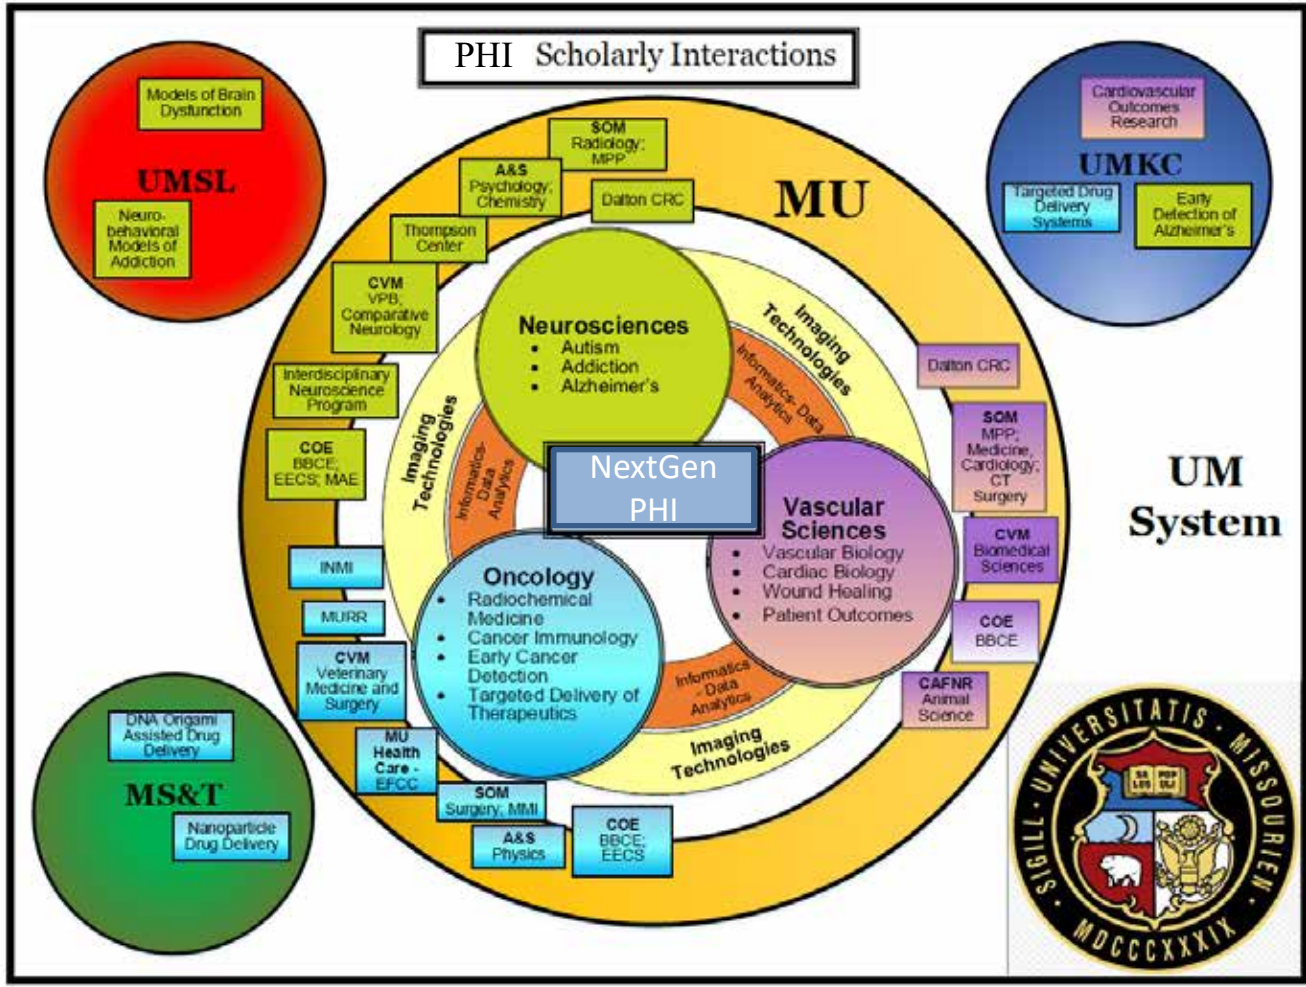 PHI Scholarly Interactions
Models of Brain
Dysfunction
UMSL
Neuro-
behavioral
Models of
Addiction
Cardiovascular
Outcomes
Research
UMKC
Targeted Drug
Delivery
Systems
Early
Detection of
Alzheimer's
MU
SOM
Radiology;
MPP
A&S
Psychology;
Chemistry
Dalton CRC
Thompson
Center
CVM
VPB;
Comparative
Neurology
Interdisciplinary
Neuroscience
Program
COE
BBCE;
EECS; MAE
Neurosciences
• Autism
• Addiction
• Alzheimer's
Imaging
Technologies
Informatics- Data
Analytics
Imaging
Technologies
Informatics-
Data
Analytics
NextGen
PHI
Dalton CRC
SOM
MPP;
Medicine,
Cardiology;
CT
Surgery
CVM
Biomedical
Sciences
COE
BBCE
CAFNR
Animal
Science
UM
System
Vascular
Sciences
• Vascular Biology
• Cardiac Biology
• Wound Healing
• Patient Outcomes
Oncology
• Radiochemical
Medicine
• Cancer Immunology
• Early Cancer
Detection
• Targeted Delivery of
Therapeutics
Informatics
- Data
Analytics
Imaging
Technologies
INMI
MURR
CVM
Veterinary
Medicine and
Surgery
MU
Health
Care -
EFCC
SOM
Surgery; MMI
A&S
Physics
COE
BBCE;
EECS
DNA Origami
Assisted Drug
Delivery
MS&T
Nanoparticle
Drug Delivery
SIGILL · UNIVERSITATIS · MISSOURIEN ·
SA POP
LUS ULI
MDCCCXXXIX